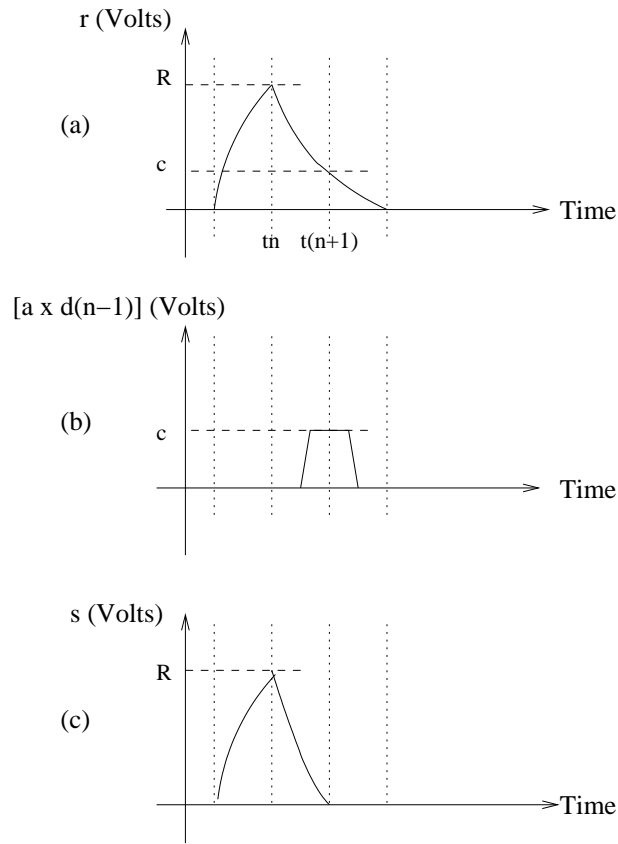 r (Volts)
R
(a)
c
Time
tn t(n+1)
[a x d(n−1)] (Volts)
(b)
c
Time
s (Volts)
R
(c)
Time